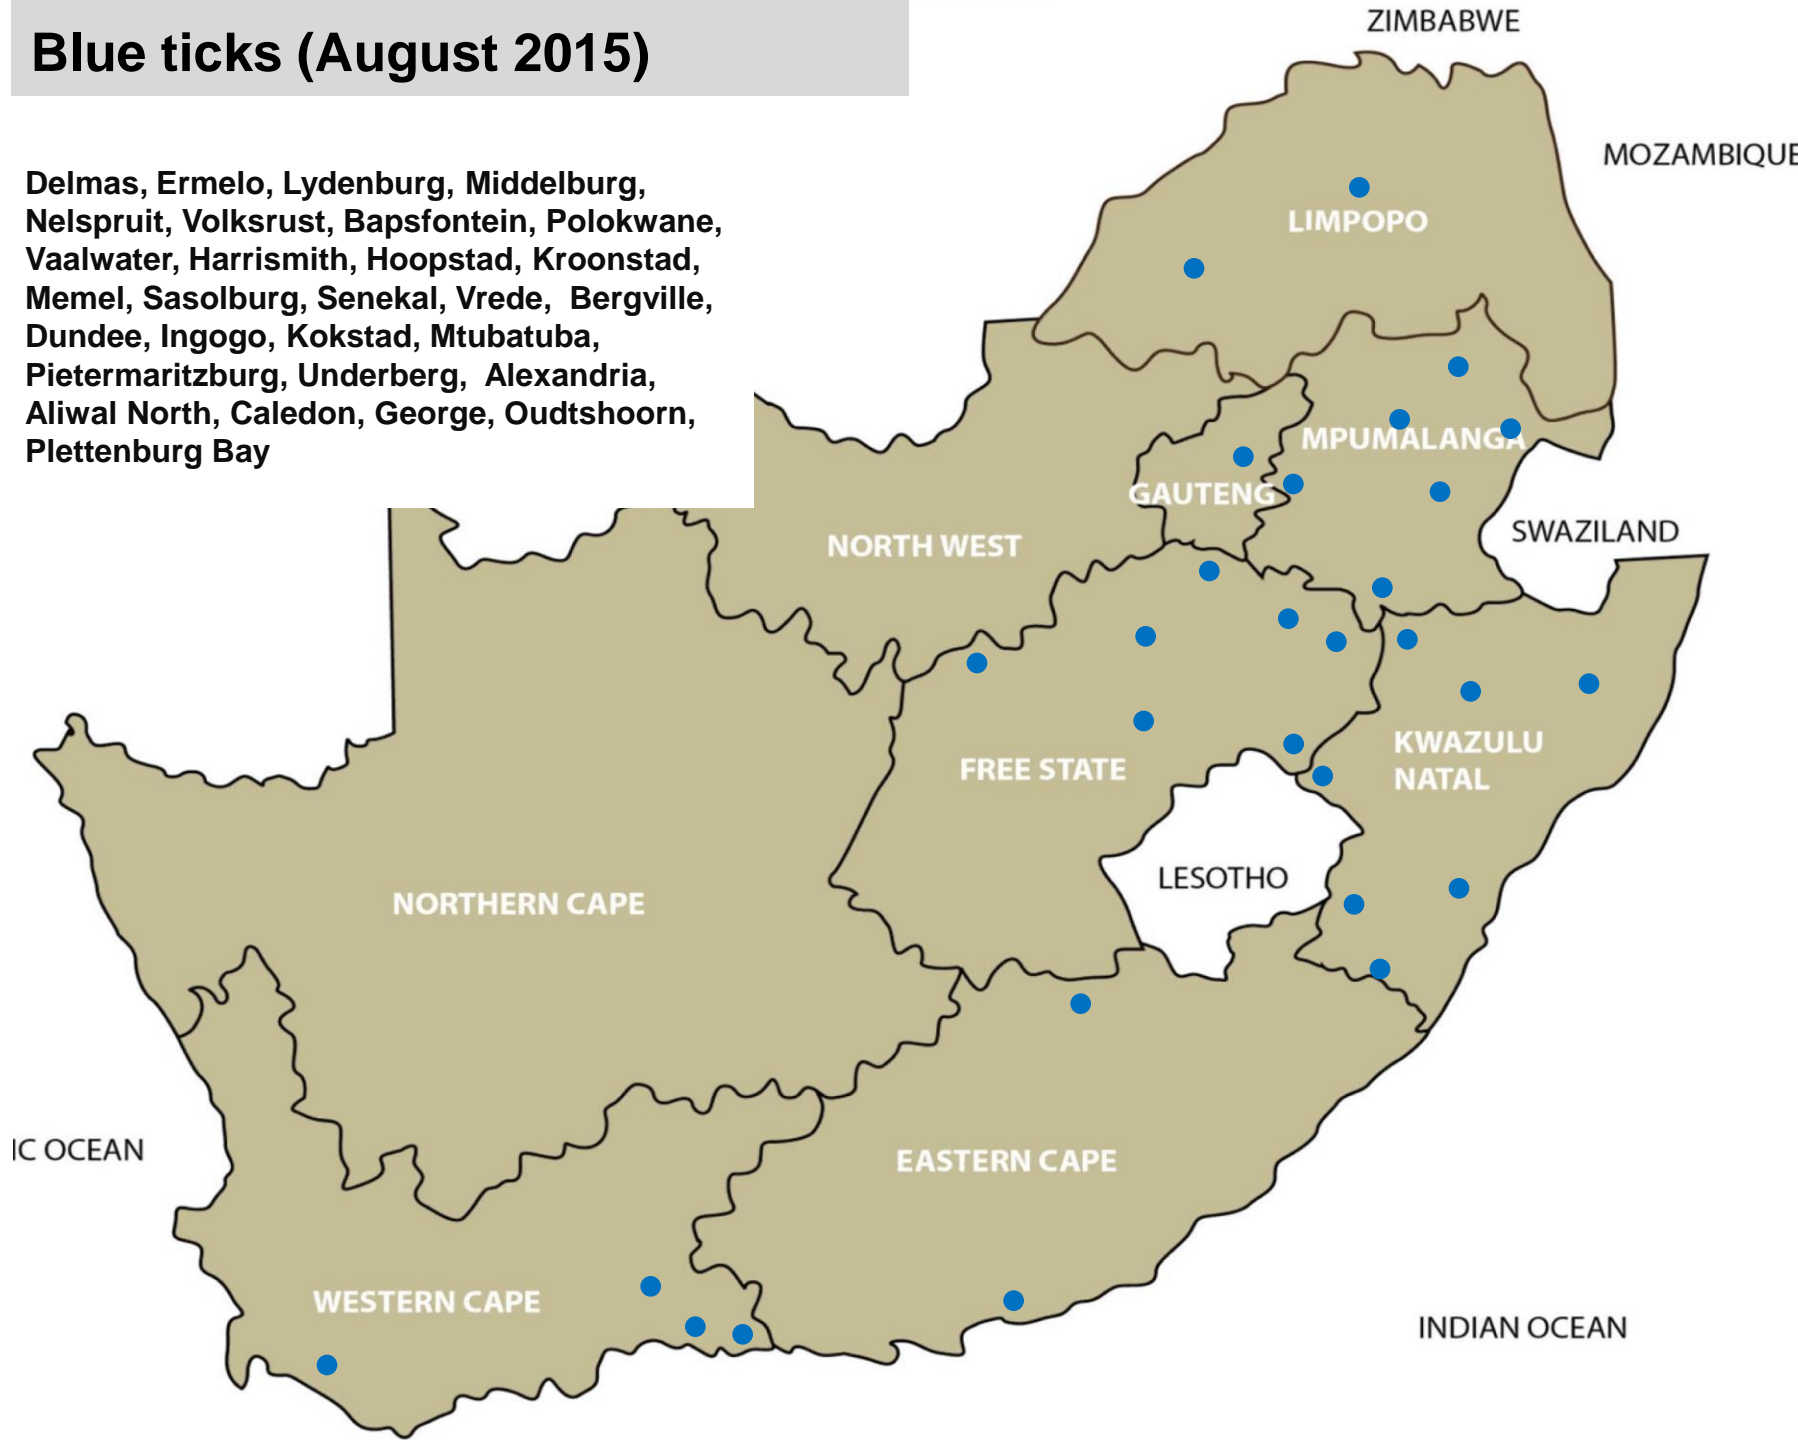 Blue ticks (August 2015)
Delmas, Ermelo, Lydenburg, Middelburg,
Nelspruit, Volksrust, Bapsfontein, Polokwane,
Vaalwater, Harrismith, Hoopstad, Kroonstad,
Memel, Sasolburg, Senekal, Vrede, Bergville,
Dundee, Ingogo, Kokstad, Mtubatuba,
Pietermaritzburg, Underberg, Alexandria,
Aliwal North, Caledon, George, Oudtshoorn,
Plettenburg Bay
ZIMBABWE
MOZAMBIQUE
LIMPOPO
MPUMALANGA
GAUTENG
SWAZILAND
NORTH WEST
KWAZULU
NATAL
FREE STATE
LESOTHO
NORTHERN CAPE
IC OCEAN
EASTERN CAPE
WESTERN CAPE
INDIAN OCEAN